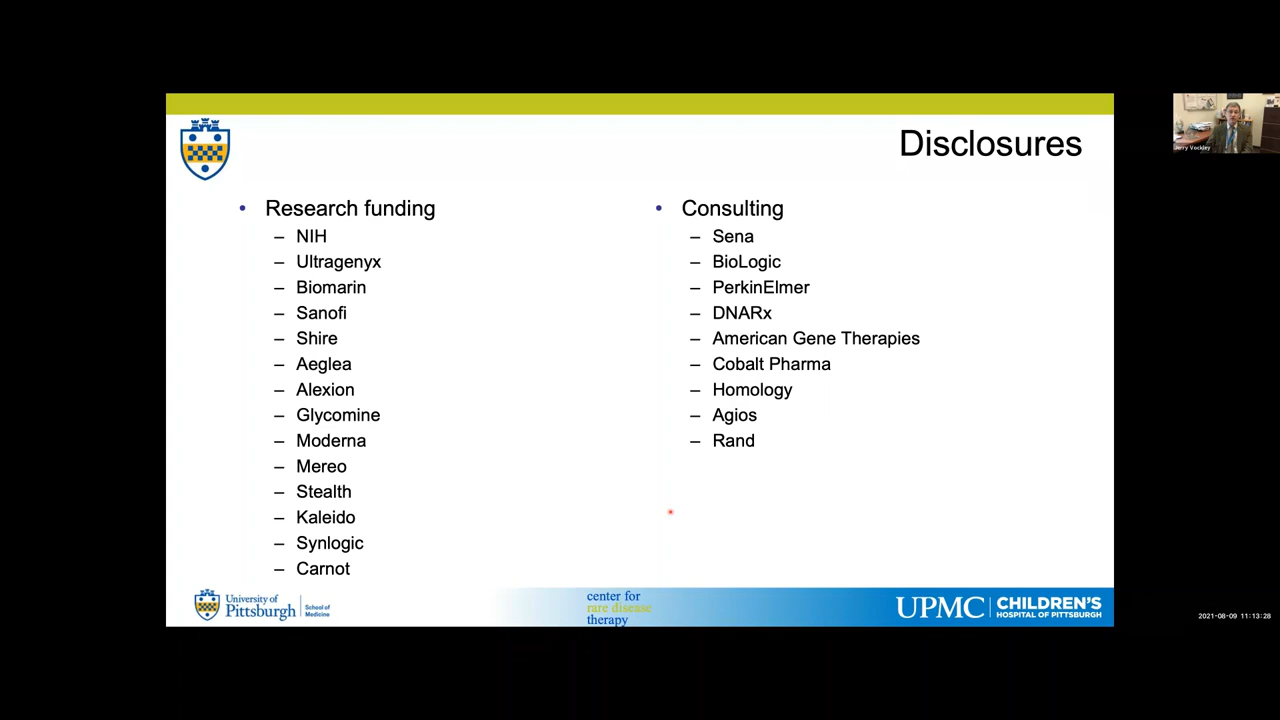 Disclosures
• Research funding
– NIH
– Ultragenyx
– Biomarin
– Sanofi
– Shire
– Aeglea
– Alexion
– Glycomine
– Moderna
– Mereo
– Stealth
– Kaleido
– Synlogic
– Carnot
• Consulting
– Sena
– BioLogic
– PerkinElmer
– DNARx
– American Gene Therapies
– Cobalt Pharma
– Homology
– Agios
– Rand
University of
Pittsburgh
School of
Medicine
center for
rare disease
therapy
UPMC
CHILDREN'S
HOSPITAL OF PITTSBURGH
Jerry Vockley
2021-08-09 11:13:28